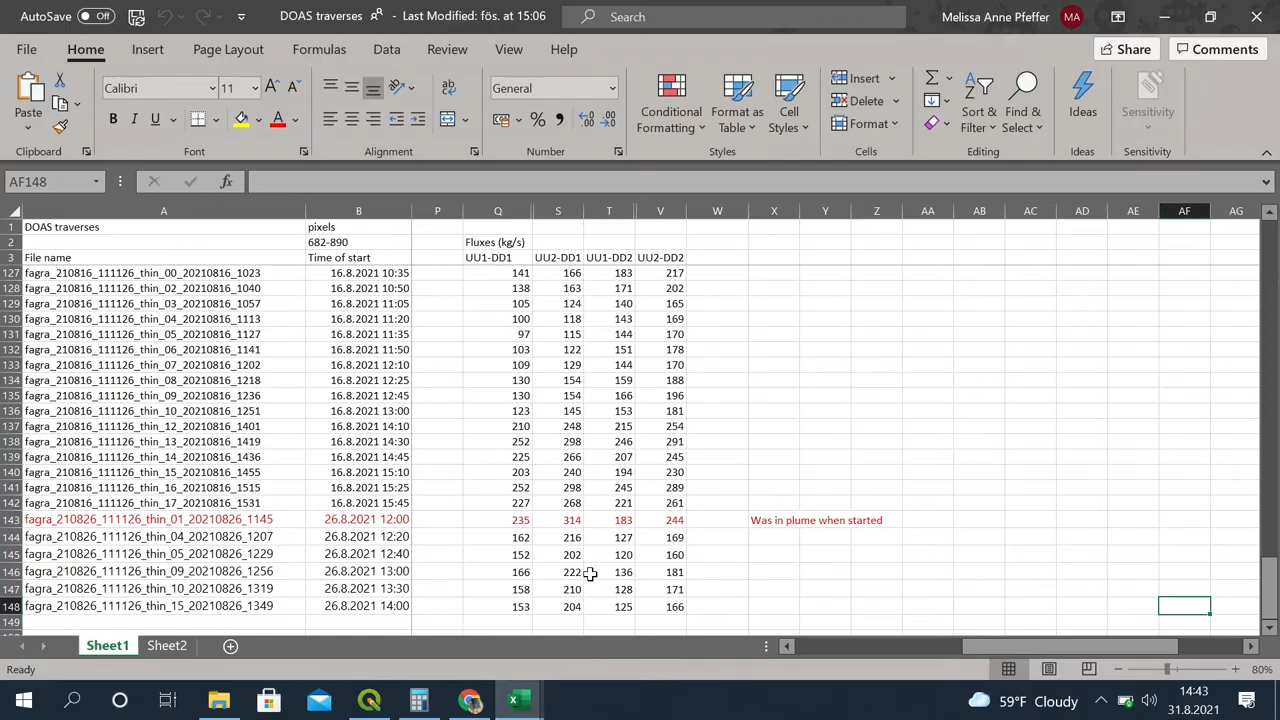 AutoSave Off DOAS traverses - Last Modified: fös. at 15:06 Search Melissa Anne Pfeffer MA
File Home Insert Page Layout Formulas Data Review View Help Share Comments
Paste Calibri 11 General Conditional Formatting Format as Table Cell Styles Insert Delete Format Sort & Filter Find & Select Ideas Sensitivity
Clipboard Font Alignment Number Styles Cells Editing Ideas Sensitivity
AF148 fx
A B P Q S T V W X Y Z AA AB AC AD AE AF AG
1 DOAS traverses pixels
2 682-890 Fluxes (kg/s)
3 File name Time of start UU1-DD1 UU2-DD1 UU1-DD2 UU2-DD2
127 fagra_210816_111126_thin_00_20210816_1023 16.8.2021 10:35 141 166 183 217
128 fagra_210816_111126_thin_02_20210816_1040 16.8.2021 10:50 138 163 171 202
129 fagra_210816_111126_thin_03_20210816_1057 16.8.2021 11:05 105 124 140 165
130 fagra_210816_111126_thin_04_20210816_1113 16.8.2021 11:20 100 118 143 169
131 fagra_210816_111126_thin_05_20210816_1127 16.8.2021 11:35 97 115 144 170
132 fagra_210816_111126_thin_06_20210816_1141 16.8.2021 11:50 103 122 151 178
133 fagra_210816_111126_thin_07_20210816_1202 16.8.2021 12:10 109 129 144 170
134 fagra_210816_111126_thin_08_20210816_1218 16.8.2021 12:25 130 154 159 188
135 fagra_210816_111126_thin_09_20210816_1236 16.8.2021 12:45 130 154 166 196
136 fagra_210816_111126_thin_10_20210816_1251 16.8.2021 13:00 123 145 153 181
137 fagra_210816_111126_thin_12_20210816_1401 16.8.2021 14:10 210 248 215 254
138 fagra_210816_111126_thin_13_20210816_1419 16.8.2021 14:30 252 298 246 291
139 fagra_210816_111126_thin_14_20210816_1436 16.8.2021 14:45 225 266 207 245
140 fagra_210816_111126_thin_15_20210816_1455 16.8.2021 15:10 203 240 194 230
141 fagra_210816_111126_thin_16_20210816_1515 16.8.2021 15:25 252 298 245 289
142 fagra_210816_111126_thin_17_20210816_1531 16.8.2021 15:45 227 268 221 261
143 fagra_210826_111126_thin_01_20210826_1145 26.8.2021 12:00 235 314 183 244 Was in plume when started
144 fagra_210826_111126_thin_04_20210826_1207 26.8.2021 12:20 162 216 127 169
145 fagra_210826_111126_thin_05_20210826_1229 26.8.2021 12:40 152 202 120 160
146 fagra_210826_111126_thin_09_20210826_1256 26.8.2021 13:00 166 222 136 181
147 fagra_210826_111126_thin_10_20210826_1319 26.8.2021 13:30 158 210 128 171
148 fagra_210826_111126_thin_15_20210826_1349 26.8.2021 14:00 153 204 125 166
149
Sheet1 Sheet2
Ready 80%
59°F Cloudy 14:43
31.8.2021